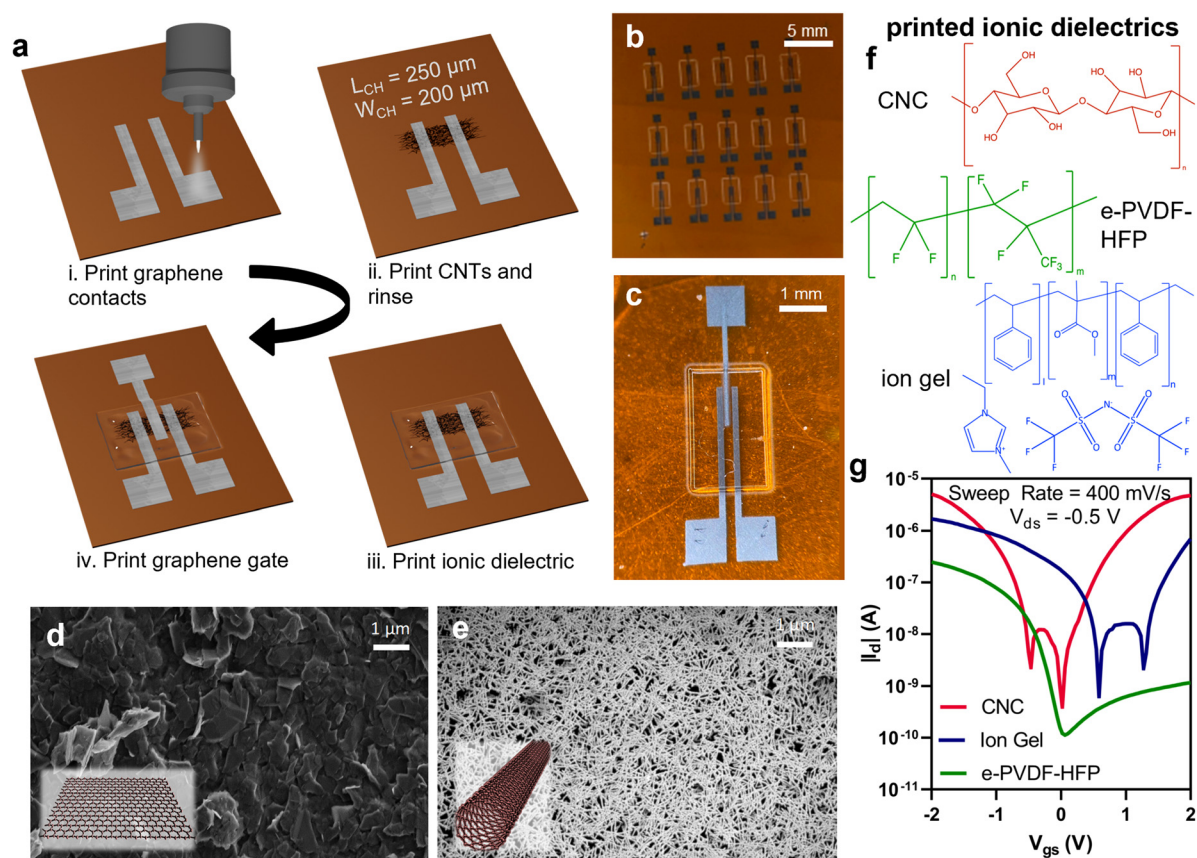 a
L_CH = 250 µm
W_CH = 200 µm
i. Print graphene
contacts
ii. Print CNTs and
rinse
iv. Print graphene gate
iii. Print ionic dielectric
b
5 mm
c
1 mm
d
1 µm
e
1 µm
f
printed ionic dielectrics
CNC
HO
OH
HO
HO
O
O
O
O
HO
OH
OH
n
e-PVDF-
HFP
F
F
F
F
F
F
CF₃
n
m
ion gel
O
O
l
m
n
N
N⁺
O
O
N⁻
O
O
S
S
F
F
F
F
F
F
g
Sweep Rate = 400 mV/s
V_ds = -0.5 V
10⁻⁵
10⁻⁶
10⁻⁷
10⁻⁸
10⁻⁹
10⁻¹⁰
10⁻¹¹
|I_d| (A)
CNC
Ion Gel
e-PVDF-HFP
-2
-1
0
1
2
V_gs (V)